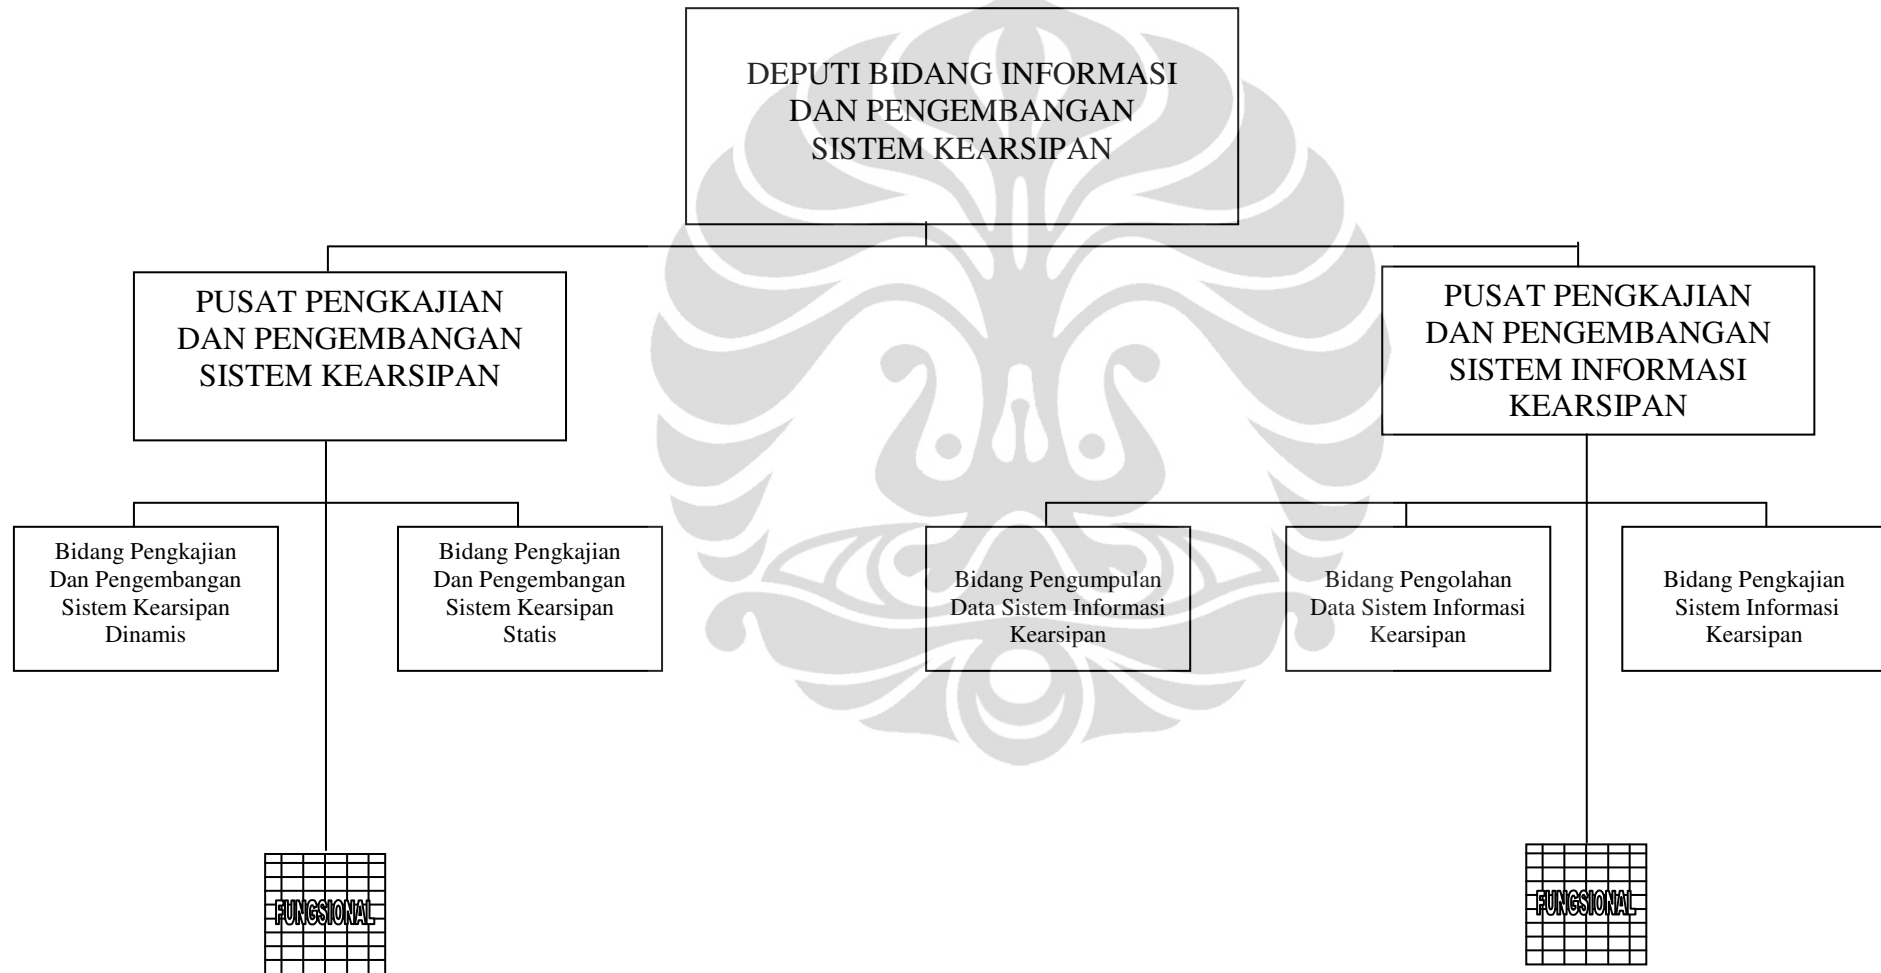 DEPUTI BIDANG INFORMASI
DAN PENGEMBANGAN
SISTEM KEARSIPAN
PUSAT PENGKAJIAN
DAN PENGEMBANGAN
SISTEM KEARSIPAN
PUSAT PENGKAJIAN
DAN PENGEMBANGAN
SISTEM INFORMASI
KEARSIPAN
Bidang Pengkajian
Dan Pengembangan
Sistem Kearsipan
Dinamis
Bidang Pengkajian
Dan Pengembangan
Sistem Kearsipan
Statis
Bidang Pengumpulan
Data Sistem Informasi
Kearsipan
Bidang Pengolahan
Data Sistem Informasi
Kearsipan
Bidang Pengkajian
Sistem Informasi
Kearsipan
FUNGSIONAL
FUNGSIONAL